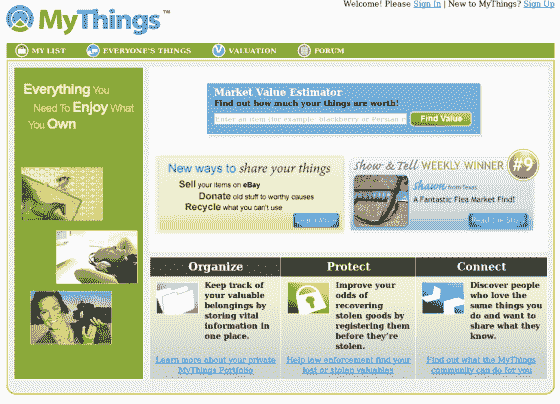 Welcome! Please Sign In | New to MyThings? Sign Up
MyThings™
MY LIST EVERYONE'S THINGS VALUATION FORUM
Everything You
Need To Enjoy What
You Own
Market Value Estimator
Find out how much your things are worth!
Enter an item (for example: Blackberry or Persian r
Find Value
New ways to share your things
Sell your items on eBay
Donate old stuff to worthy causes
Recycle what you can't use
Learn More
Show & Tell WEEKLY WINNER #9
shawn from Texas
A Fantastic Flea Market Find!
Read the Story
Organize
Keep track of
your valuable
belongings by
storing vital
information in
one place.
Learn more about your private
MyThings Portfolio
Protect
Improve your
odds of
recovering
stolen goods by
registering them
before they're
stolen.
Help law enforcement find your
lost or stolen valuables
Connect
Discover people
who love the
same things you
do and want to
share what they
know.
Find out what the MyThings
community can do for you